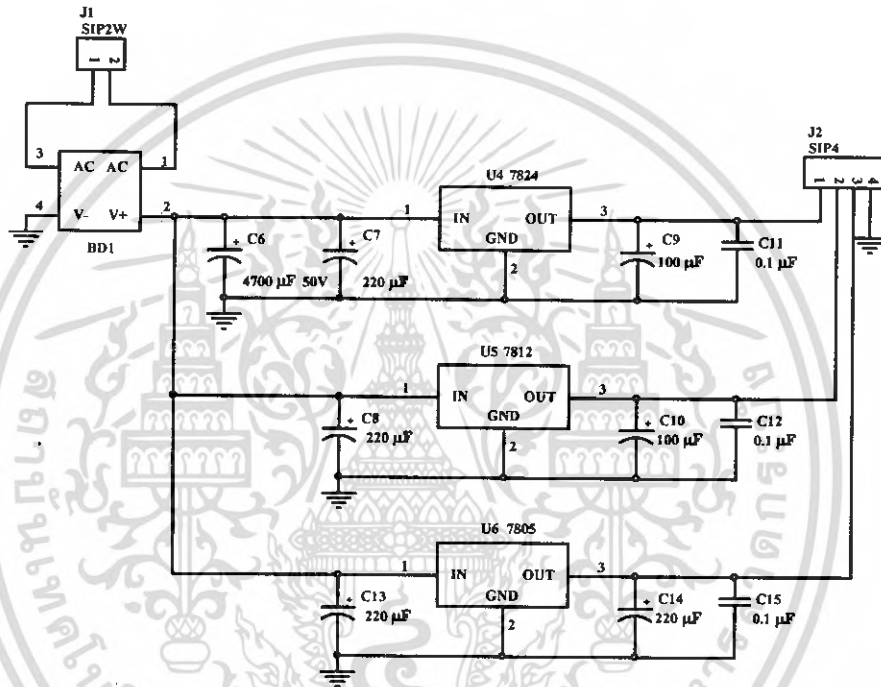 J1
SIP2W
1 2
3 AC AC 1
4 V- V+ 2
BD1
J2
SIP4
1 2 3 4
U4 7824
1 IN OUT 3
GND
2
C6
4700 µF 50V
C7
220 µF
C9
100 µF
C11
0.1 µF
U5 7812
1 IN OUT 3
GND
2
C8
220 µF
C10
100 µF
C12
0.1 µF
U6 7805
1 IN OUT 3
GND
2
C13
220 µF
C14
220 µF
C15
0.1 µF